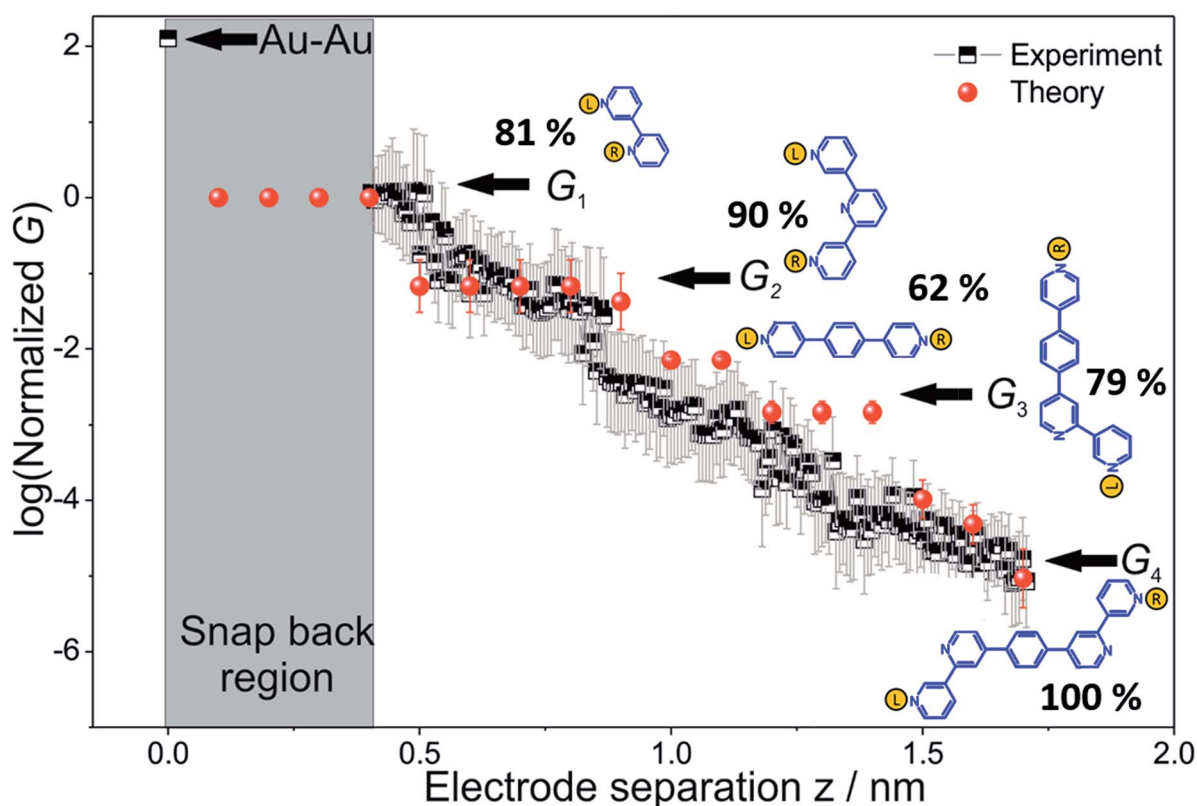 2
0
-2
-4
-6
log(Normalized G)
Au-Au
Experiment
Theory
81 %
G1
L
N
R
N
90 %
G2
L
N
N
R
N
62 %
L
N
N
R
G3
79 %
R
N
N
N
L
G4
N
R
N
N
L
N
100 %
Snap back
region
0.0
0.5
1.0
1.5
2.0
Electrode separation z / nm